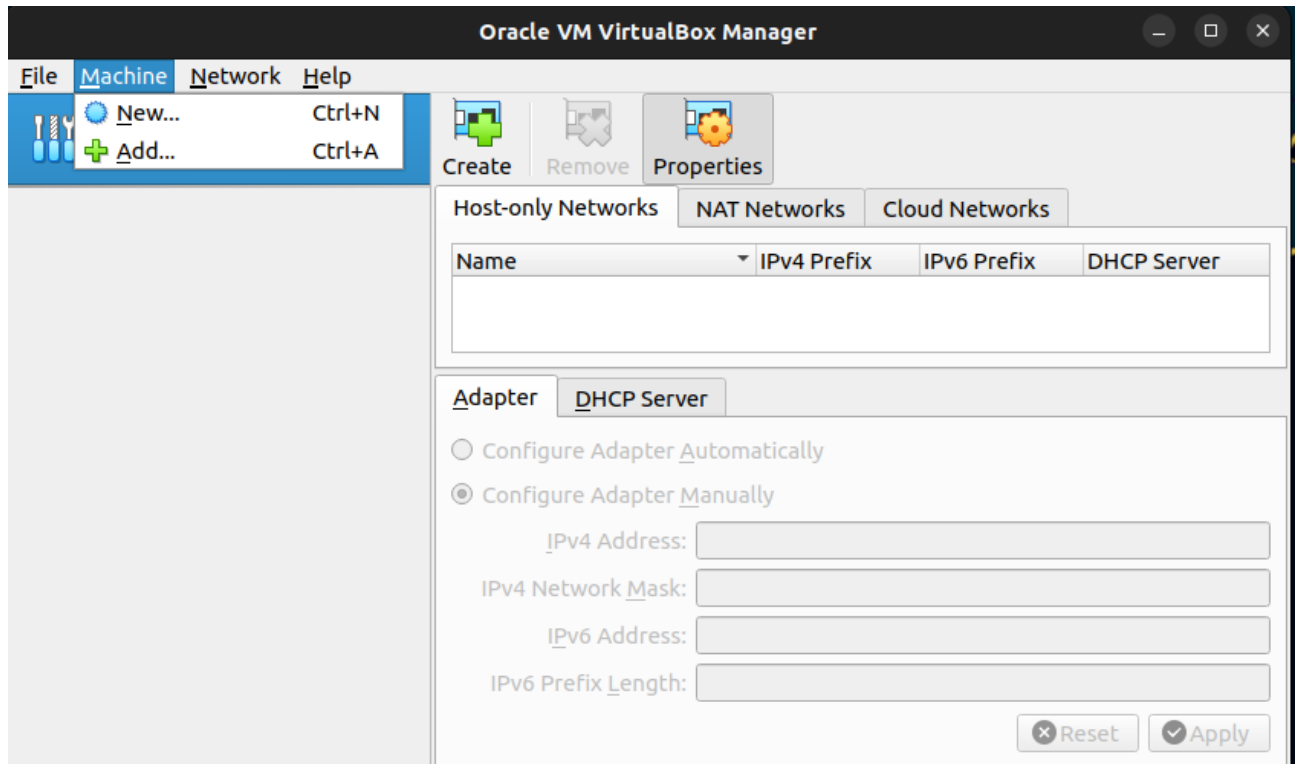 Oracle VM VirtualBox Manager
File Machine Network Help
New... Ctrl+N
Add... Ctrl+A
Create Remove Properties
Host-only Networks NAT Networks Cloud Networks
Name IPv4 Prefix IPv6 Prefix DHCP Server
Adapter DHCP Server
Configure Adapter Automatically
Configure Adapter Manually
IPv4 Address:
IPv4 Network Mask:
IPv6 Address:
IPv6 Prefix Length:
Reset Apply